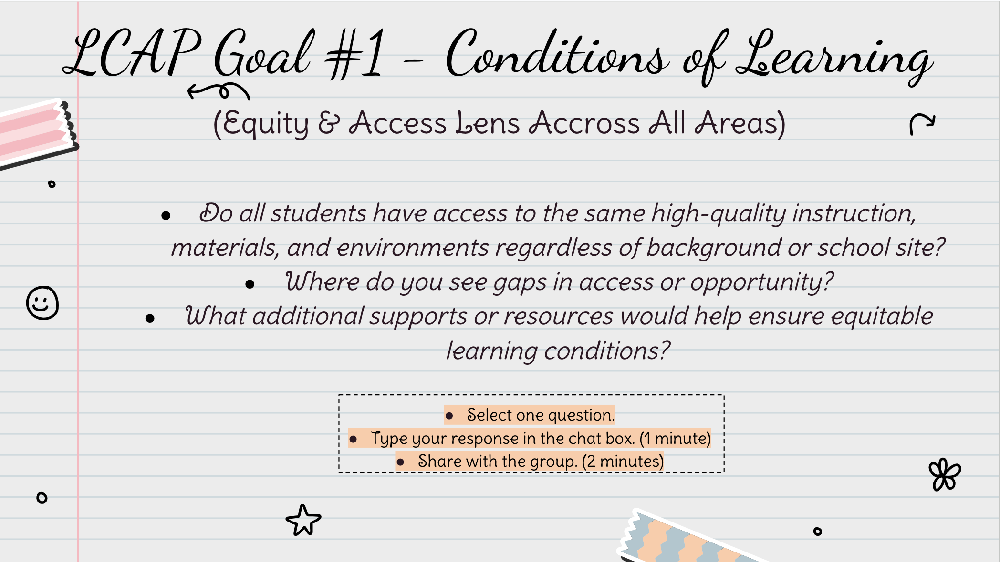 LCAP Goal #1 - Conditions of Learning
(Equity & Access Lens Accross All Areas)
• Do all students have access to the same high-quality instruction,
materials, and environments regardless of background or school site?
• Where do you see gaps in access or opportunity?
• What additional supports or resources would help ensure equitable
learning conditions?
• Select one question.
• Type your response in the chat box. (1 minute)
• Share with the group. (2 minutes)